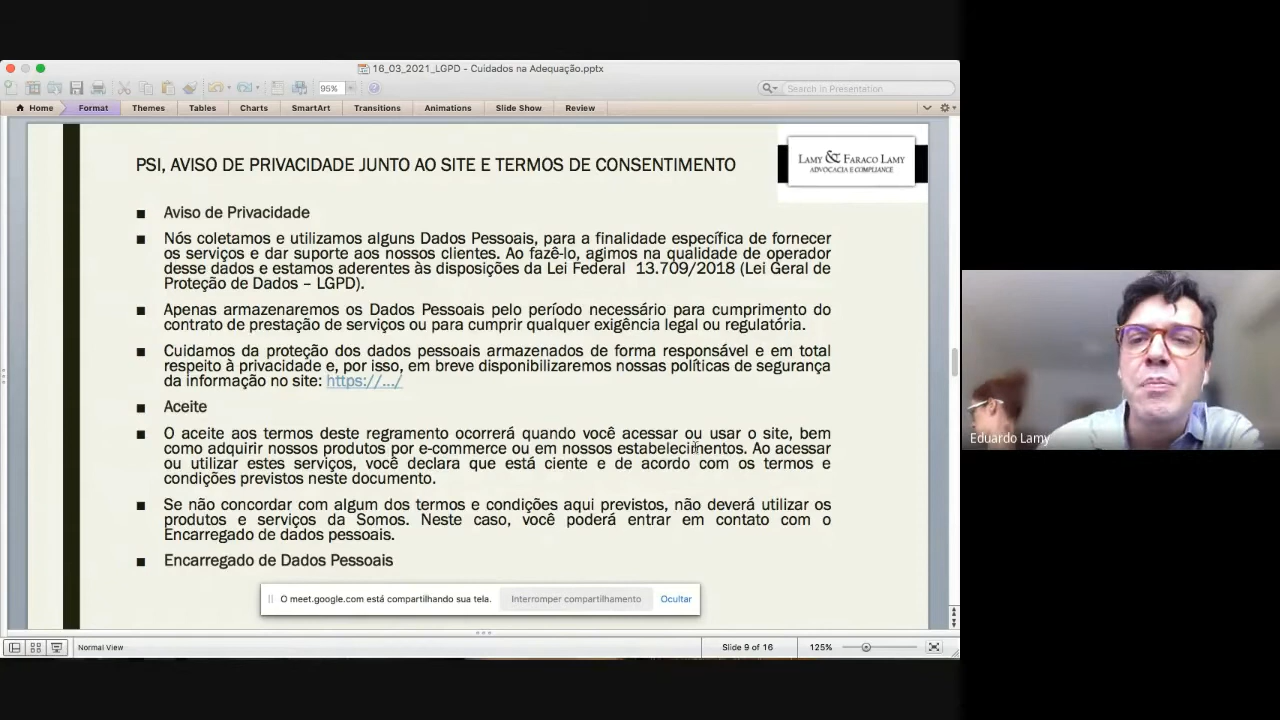 16_03_2021_LGPD - Cuidados na Adequação.pptx
95%
Search in Presentation
Home Format Themes Tables Charts SmartArt Transitions Animations Slide Show Review
PSI, AVISO DE PRIVACIDADE JUNTO AO SITE E TERMOS DE CONSENTIMENTO
LAMY & FARACO LAMY
ADVOCACIA E COMPLIANCE
■ Aviso de Privacidade
■ Nós coletamos e utilizamos alguns Dados Pessoais, para a finalidade específica de fornecer
os serviços e dar suporte aos nossos clientes. Ao fazê-lo, agimos na qualidade de operador
desse dados e estamos aderentes às disposições da Lei Federal 13.709/2018 (Lei Geral de
Proteção de Dados – LGPD).
■ Apenas armazenaremos os Dados Pessoais pelo período necessário para cumprimento do
contrato de prestação de serviços ou para cumprir qualquer exigência legal ou regulatória.
■ Cuidamos da proteção dos dados pessoais armazenados de forma responsável e em total
respeito à privacidade e, por isso, em breve disponibilizaremos nossas políticas de segurança
da informação no site: https://.../
■ Aceite
■ O aceite aos termos deste regramento ocorrerá quando você acessar ou usar o site, bem
como adquirir nossos produtos por e-commerce ou em nossos estabelecimentos. Ao acessar
ou utilizar estes serviços, você declara que está ciente e de acordo com os termos e
condições previstos neste documento.
■ Se não concordar com algum dos termos e condições aqui previstos, não deverá utilizar os
produtos e serviços da Somos. Neste caso, você poderá entrar em contato com o
Encarregado de dados pessoais.
■ Encarregado de Dados Pessoais
O meet.google.com está compartilhando sua tela. Interromper compartilhamento Ocultar
Normal View Slide 9 of 16 125%
Eduardo Lamy